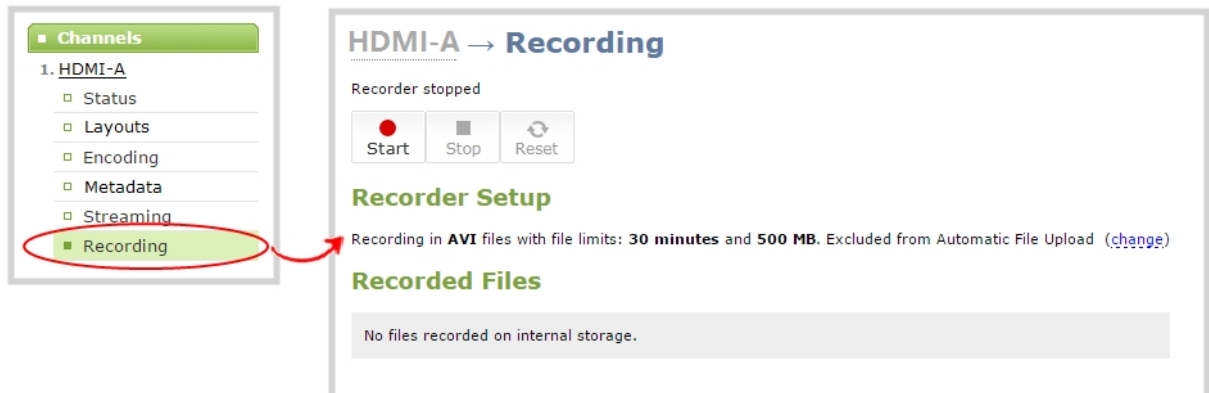 Channels
1. HDMI-A
Status
Layouts
Encoding
Metadata
Streaming
Recording
HDMI-A → Recording
Recorder stopped
Start Stop Reset
Recorder Setup
Recording in AVI files with file limits: 30 minutes and 500 MB. Excluded from Automatic File Upload (change)
Recorded Files
No files recorded on internal storage.